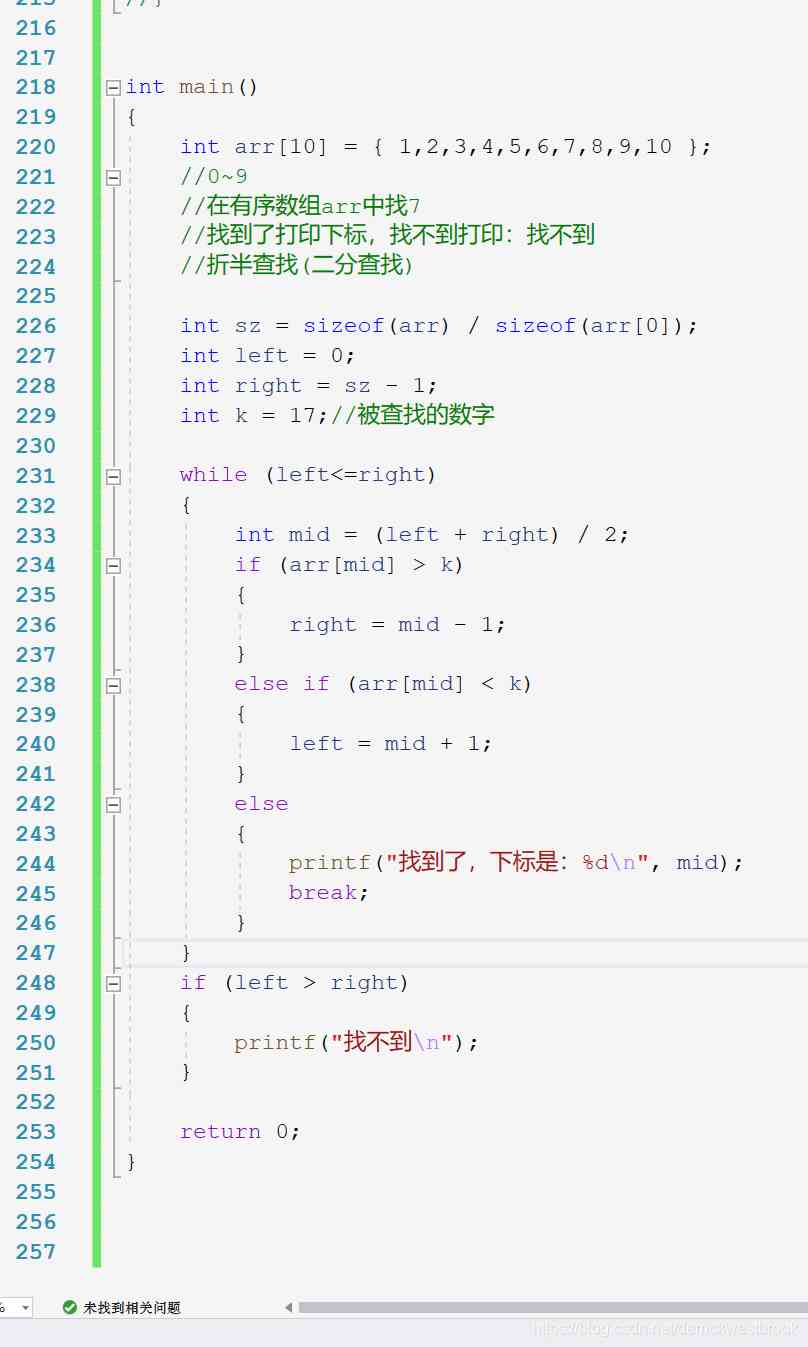 215 //}
216
217
218 int main()
219 {
220 int arr[10] = { 1,2,3,4,5,6,7,8,9,10 };
221 //0~9
222 //在有序数组arr中找7
223 //找到了打印下标，找不到打印：找不到
224 //折半查找(二分查找)
225
226 int sz = sizeof(arr) / sizeof(arr[0]);
227 int left = 0;
228 int right = sz - 1;
229 int k = 17;//被查找的数字
230
231 while (left<=right)
232 {
233 int mid = (left + right) / 2;
234 if (arr[mid] > k)
235 {
236 right = mid - 1;
237 }
238 else if (arr[mid] < k)
239 {
240 left = mid + 1;
241 }
242 else
243 {
244 printf("找到了，下标是：%d\n", mid);
245 break;
246 }
247 }
248 if (left > right)
249 {
250 printf("找不到\n");
251 }
252
253 return 0;
254 }
255
256
257
% 未找到相关问题